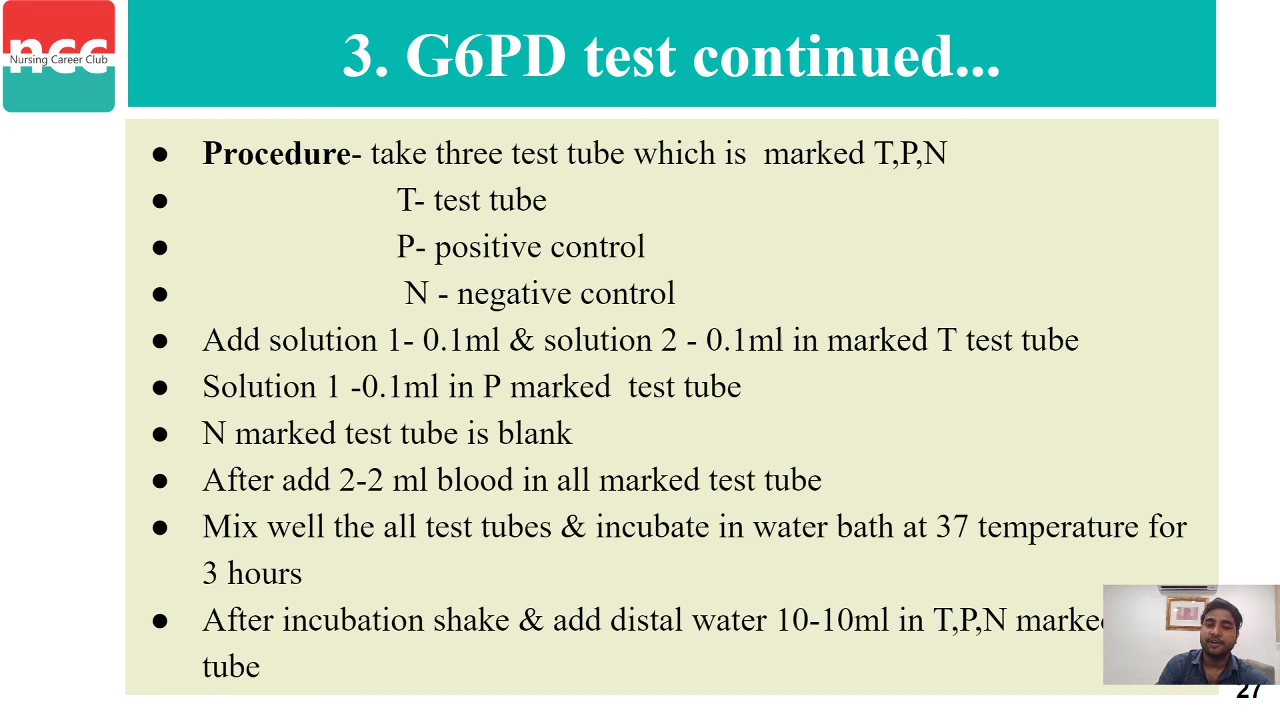 ncc
Nursing Career Club
3. G6PD test continued...
● Procedure- take three test tube which is marked T,P,N
● T- test tube
● P- positive control
● N - negative control
● Add solution 1- 0.1ml & solution 2 - 0.1ml in marked T test tube
● Solution 1 -0.1ml in P marked test tube
● N marked test tube is blank
● After add 2-2 ml blood in all marked test tube
● Mix well the all test tubes & incubate in water bath at 37 temperature for
3 hours
● After incubation shake & add distal water 10-10ml in T,P,N
tube
27